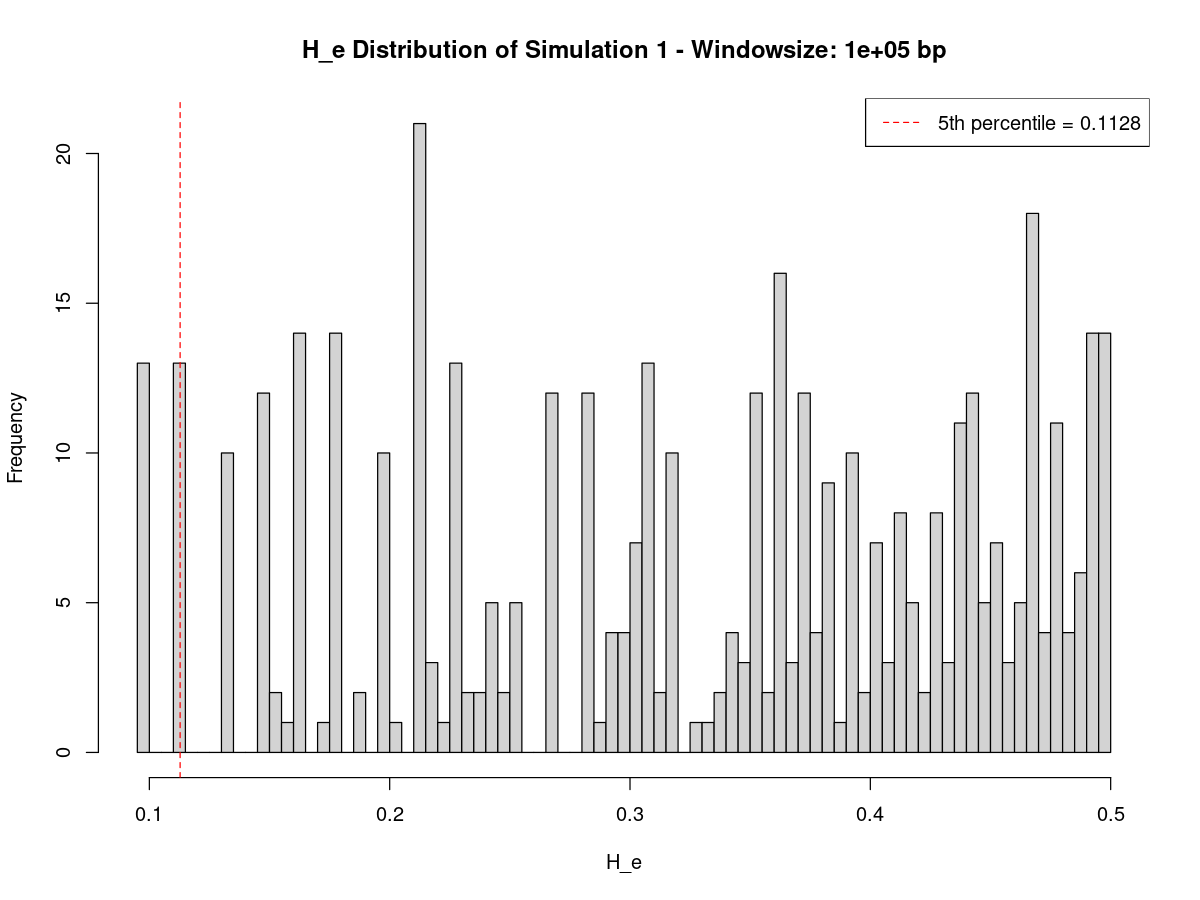 H_e Distribution of Simulation 1 - Windowsize: 1e+05 bp
5th percentile = 0.1128
Frequency
20
15
10
5
0
0.1 0.2 0.3 0.4 0.5
H_e